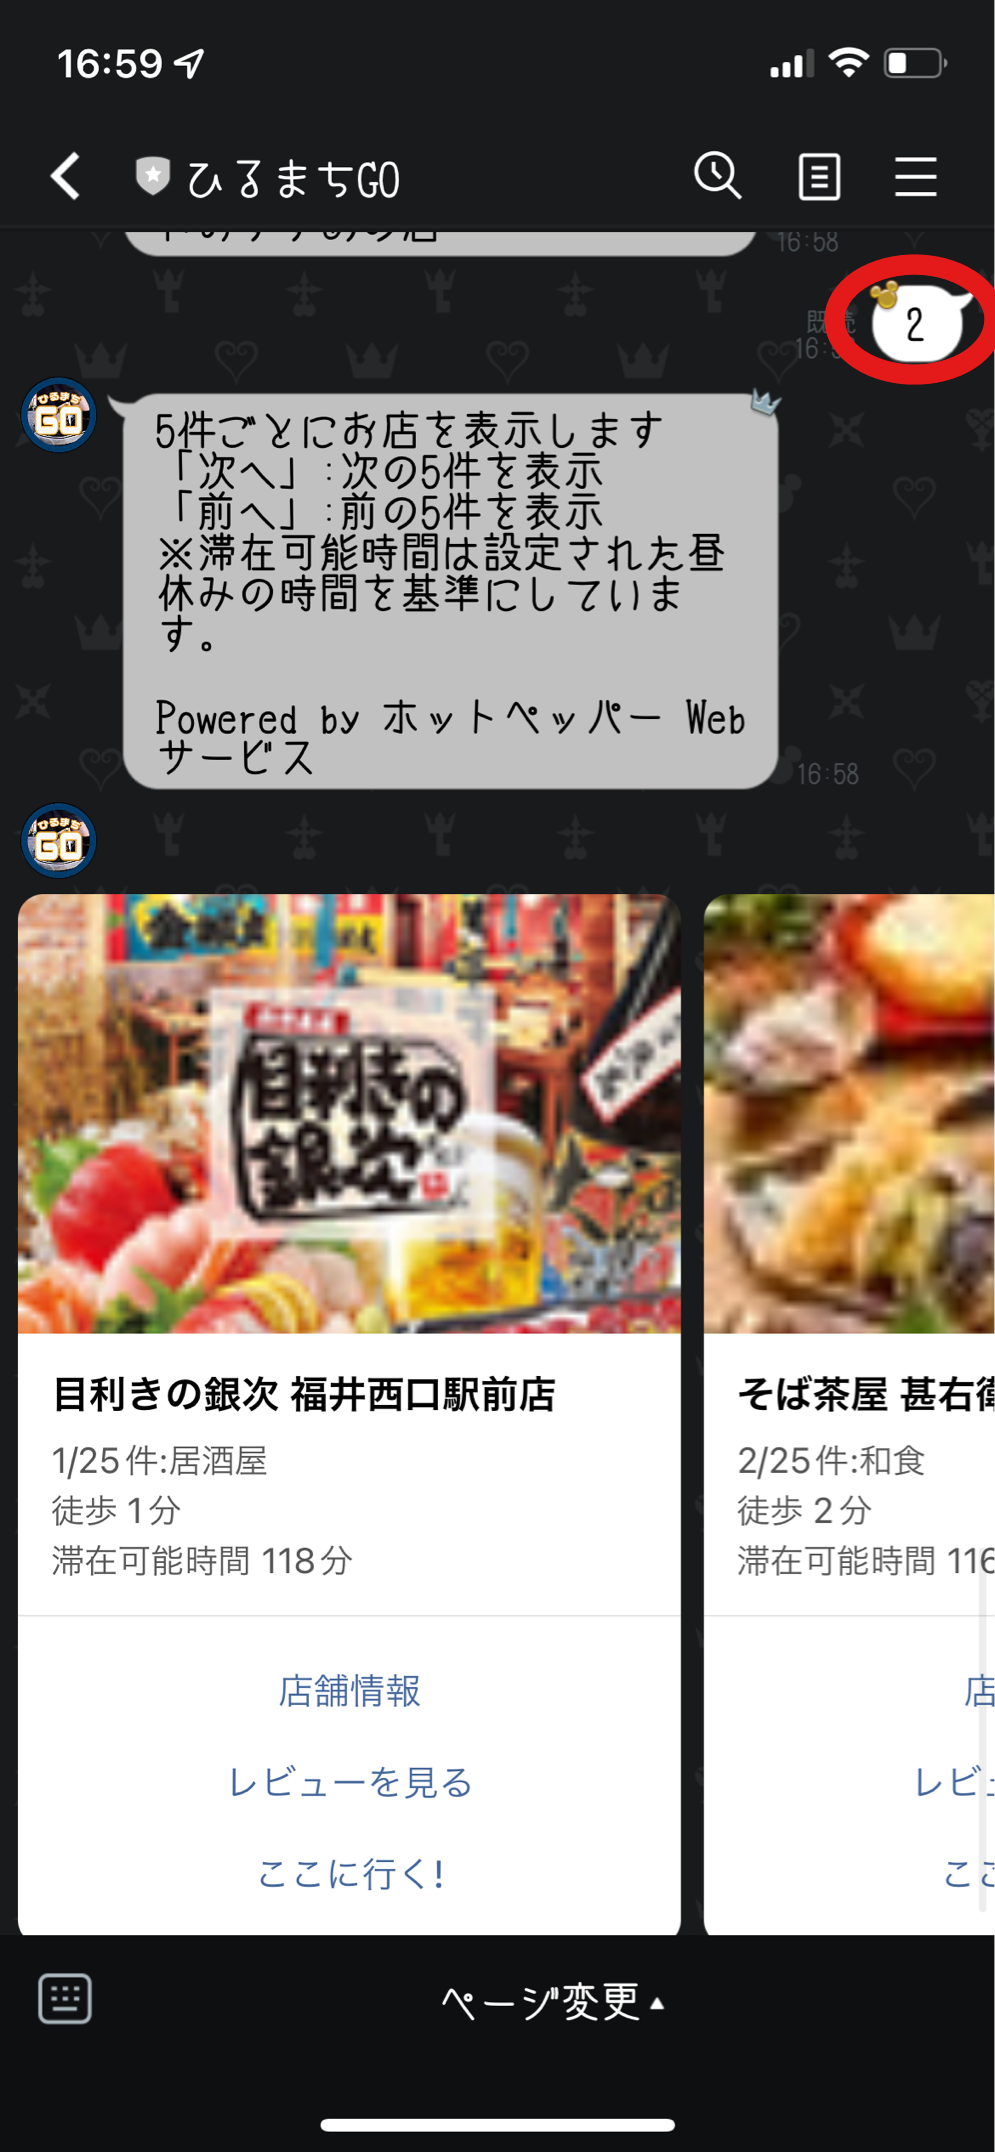 16:59
ひるまちGO
16:58
2
既読
ひるまち
GO
5件ごとにお店を表示します
「次へ」:次の5件を表示
「前へ」:前の5件を表示
※滞在可能時間は設定された昼
休みの時間を基準にしていま
す。
Powered by ホットペッパー Web
サービス
16:58
ひるまち
GO
目利きの
銀次
目利きの銀次 福井西口駅前店
1/25件:居酒屋
徒歩 1分
滞在可能時間 118分
店舗情報
レビューを見る
ここに行く!
そば茶屋 甚右衛
2/25件:和食
徒歩 2分
滞在可能時間 116
店
レビュ
ここ
ページ変更▲